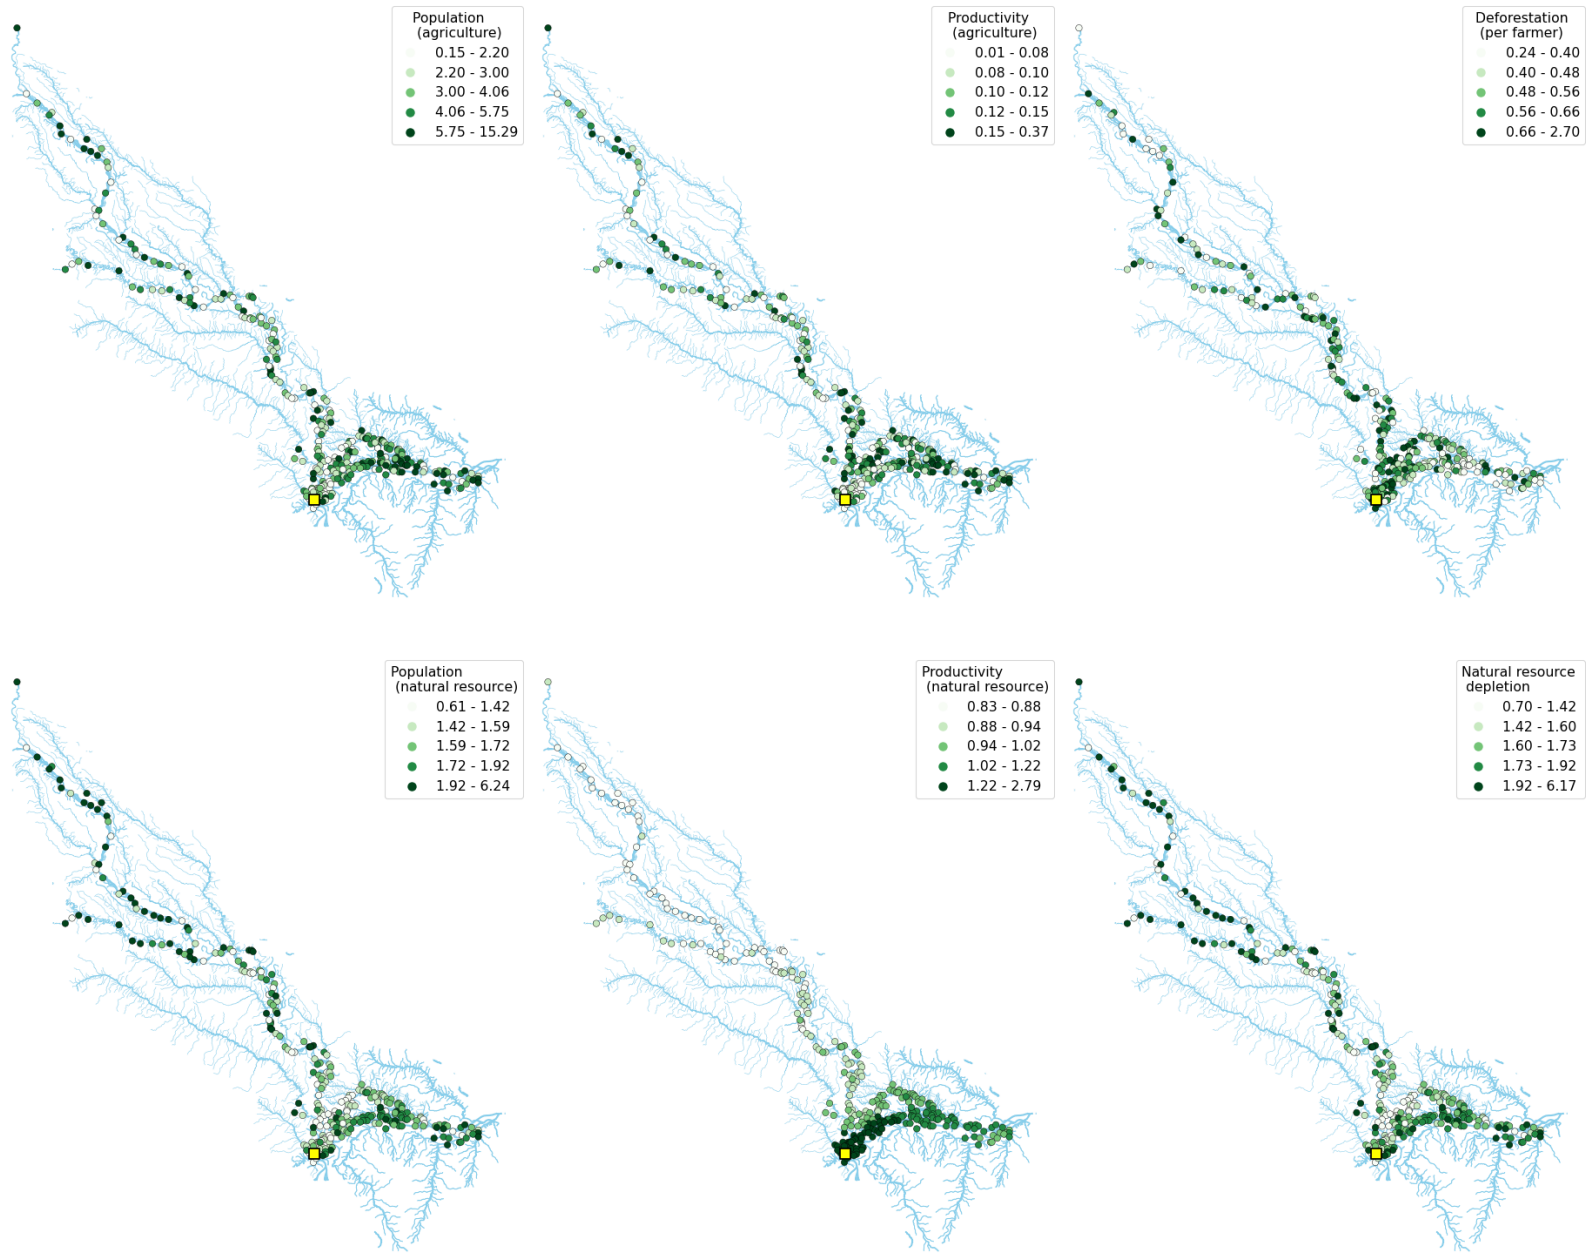 Population
(agriculture)
0.15 - 2.20
2.20 - 3.00
3.00 - 4.06
4.06 - 5.75
5.75 - 15.29
Productivity
(agriculture)
0.01 - 0.08
0.08 - 0.10
0.10 - 0.12
0.12 - 0.15
0.15 - 0.37
Deforestation
(per farmer)
0.24 - 0.40
0.40 - 0.48
0.48 - 0.56
0.56 - 0.66
0.66 - 2.70
Population
(natural resource)
0.61 - 1.42
1.42 - 1.59
1.59 - 1.72
1.72 - 1.92
1.92 - 6.24
Productivity
(natural resource)
0.83 - 0.88
0.88 - 0.94
0.94 - 1.02
1.02 - 1.22
1.22 - 2.79
Natural resource
depletion
0.70 - 1.42
1.42 - 1.60
1.60 - 1.73
1.73 - 1.92
1.92 - 6.17